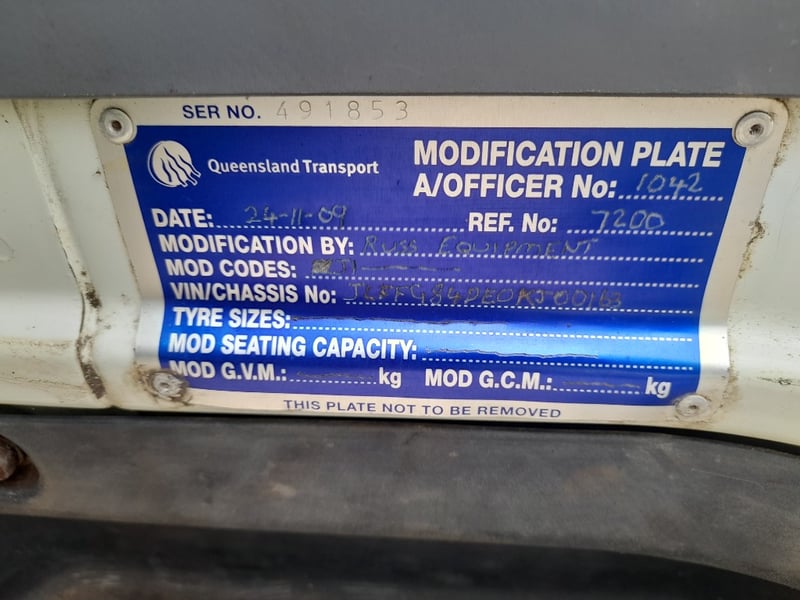 SER NO. 491853
Queensland Transport
MODIFICATION PLATE
A/OFFICER No: 1042
DATE: 24-11-09 REF. No: 7200
MODIFICATION BY: RUSS EQUIPMENT
MOD CODES: J1
VIN/CHASSIS No:
TYRE SIZES:
MOD SEATING CAPACITY:
MOD G.V.M.: kg MOD G.C.M.: kg
THIS PLATE NOT TO BE REMOVED